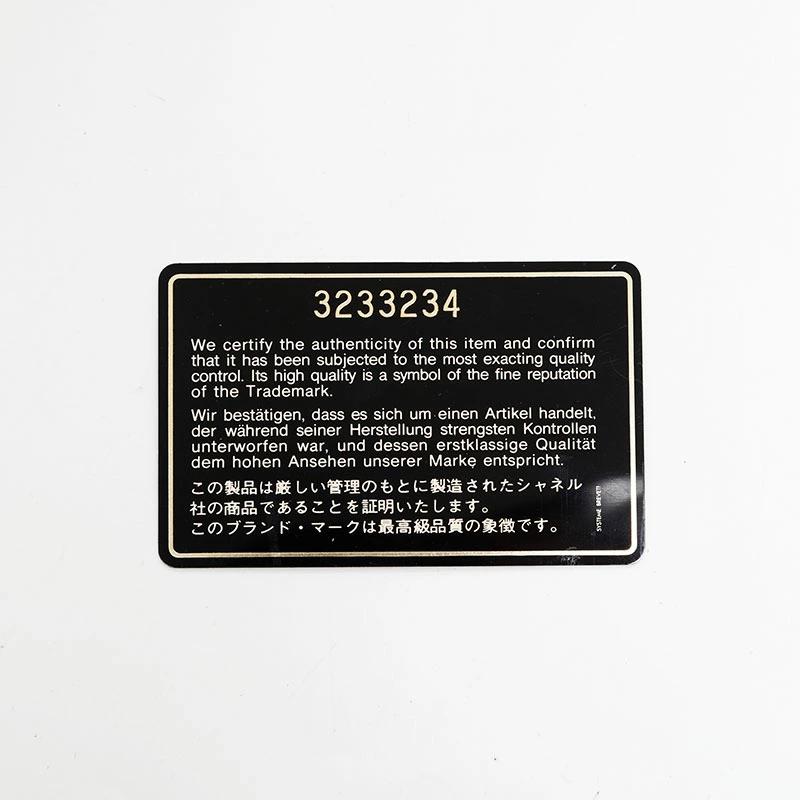 3233234
We certify the authenticity of this item and confirm
that it has been subjected to the most exacting quality
control. Its high quality is a symbol of the fine reputation
of the Trademark.
Wir bestätigen, dass es sich um einen Artikel handelt,
der während seiner Herstellung strengsten Kontrollen
unterworfen war, und dessen erstklassige Qualität
dem hohen Ansehen unserer Marke entspricht.
この製品は厳しい管理のもとに製造されたシャネル
社の商品であることを証明いたします。
このブランド・マークは最高級品質の象徴です。
SYSTEME BREVETE